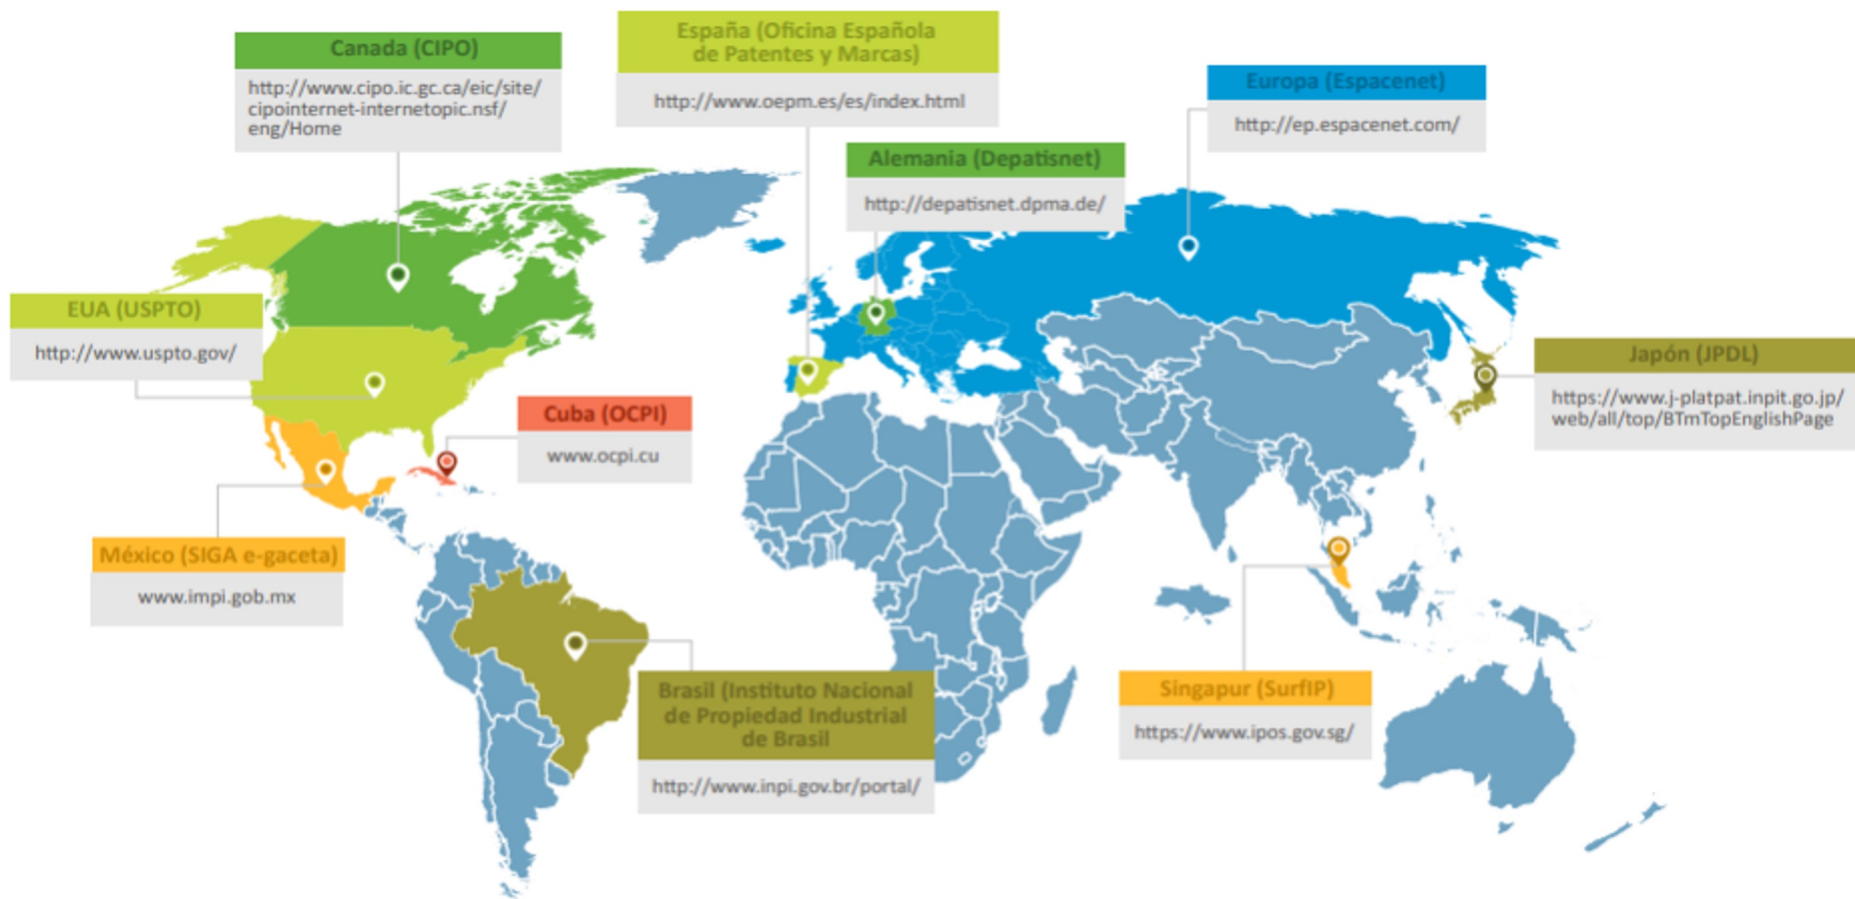 Canada (CIPO)
http://www.cipo.ic.gc.ca/eic/site/
cipointernet-internetopic.nsf/
eng/Home
España (Oficina Española
de Patentes y Marcas)
http://www.oepm.es/es/index.html
Europa (Espacenet)
http://ep.espacenet.com/
Alemania (Depatisnet)
http://depatisnet.dpma.de/
EUA (USPTO)
http://www.uspto.gov/
Japón (JPDL)
https://www.j-platpat.inpit.go.jp/
web/all/top/BTmTopEnglishPage
Cuba (OCPI)
www.ocpi.cu
México (SIGA e-gaceta)
www.impi.gob.mx
Brasil (Instituto Nacional
de Propiedad Industrial
de Brasil
http://www.inpi.gov.br/portal/
Singapur (SurfIP)
https://www.ipos.gov.sg/